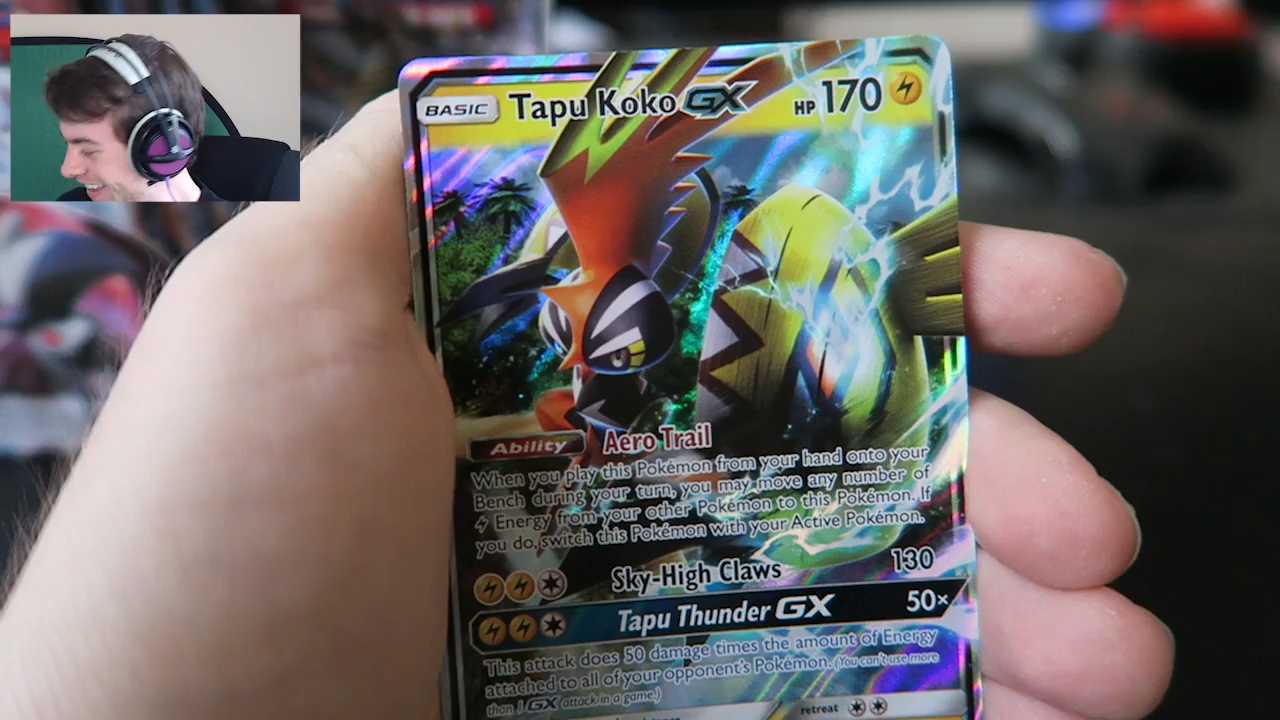 BASIC Tapu Koko GX HP 170
Ability Aero Trail
When you play this Pokémon from your hand onto your
Bench during your turn, you may move any number of
Energy from your other Pokémon to this Pokémon. If
you do, switch this Pokémon with your Active Pokémon.
Sky-High Claws 130
Tapu Thunder GX 50×
This attack does 50 damage times the amount of Energy
attached to all of your opponent's Pokémon. (You can't use more
than 1 GX attack in a game.)
retreat